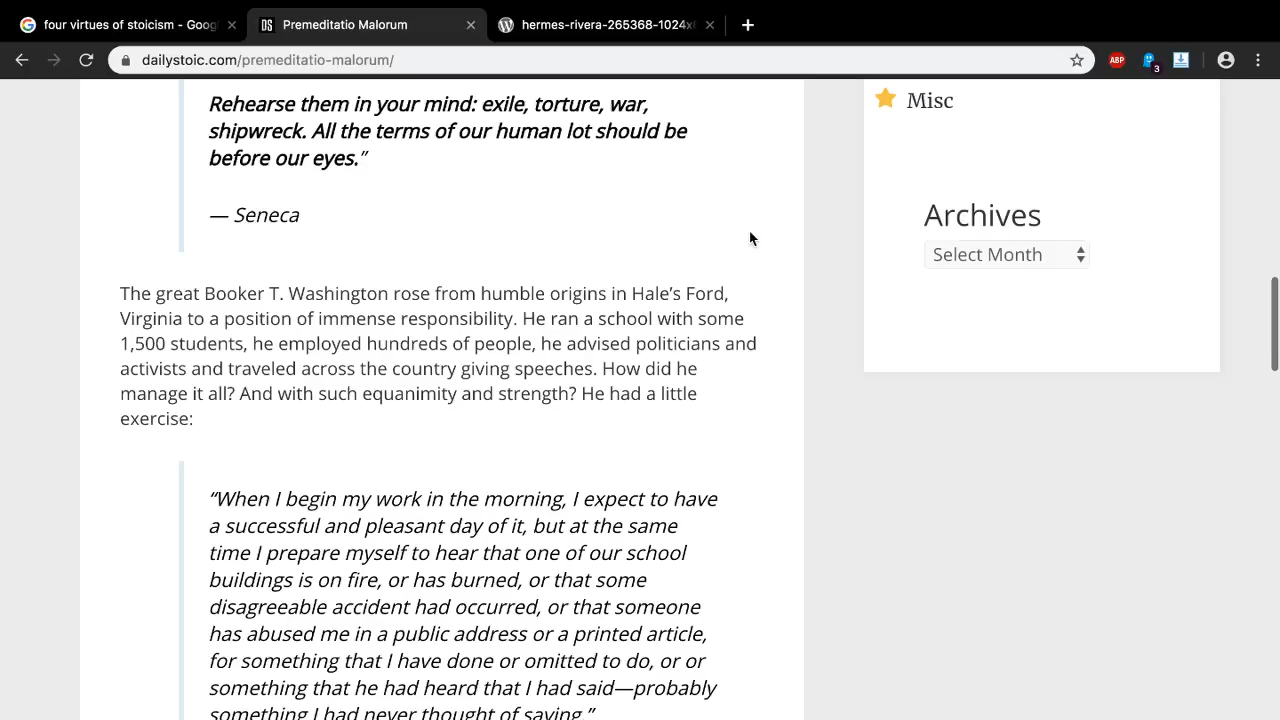 four virtues of stoicism - Goog
Premeditatio Malorum
hermes-rivera-265368-1024x
dailystoic.com/premeditatio-malorum/
ABP
3
Rehearse them in your mind: exile, torture, war,
shipwreck. All the terms of our human lot should be
before our eyes.”
— Seneca
The great Booker T. Washington rose from humble origins in Hale’s Ford,
Virginia to a position of immense responsibility. He ran a school with some
1,500 students, he employed hundreds of people, he advised politicians and
activists and traveled across the country giving speeches. How did he
manage it all? And with such equanimity and strength? He had a little
exercise:
“When I begin my work in the morning, I expect to have
a successful and pleasant day of it, but at the same
time I prepare myself to hear that one of our school
buildings is on fire, or has burned, or that some
disagreeable accident had occurred, or that someone
has abused me in a public address or a printed article,
for something that I have done or omitted to do, or or
something that he had heard that I had said—probably
something I had never thought of saying.”
Misc
Archives
Select Month